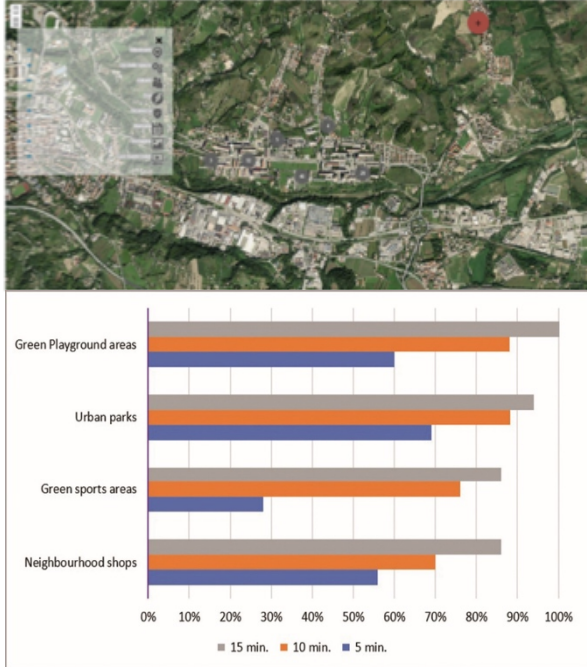 Green Playground areas
Urban parks
Green sports areas
Neighbourhood shops
0% 10% 20% 30% 40% 50% 60% 70% 80% 90% 100%
15 min. 10 min. 5 min.